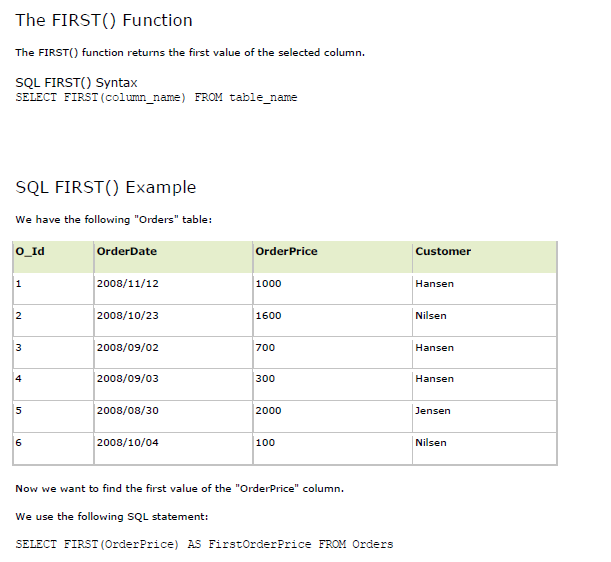 The FIRST() Function
The FIRST() function returns the first value of the selected column.
SQL FIRST() Syntax
SELECT FIRST(column_name) FROM table_name
SQL FIRST() Example
We have the following "Orders" table:
O_Id OrderDate OrderPrice Customer
1 2008/11/12 1000 Hansen
2 2008/10/23 1600 Nilsen
3 2008/09/02 700 Hansen
4 2008/09/03 300 Hansen
5 2008/08/30 2000 Jensen
6 2008/10/04 100 Nilsen
Now we want to find the first value of the "OrderPrice" column.
We use the following SQL statement:
SELECT FIRST(OrderPrice) AS FirstOrderPrice FROM Orders